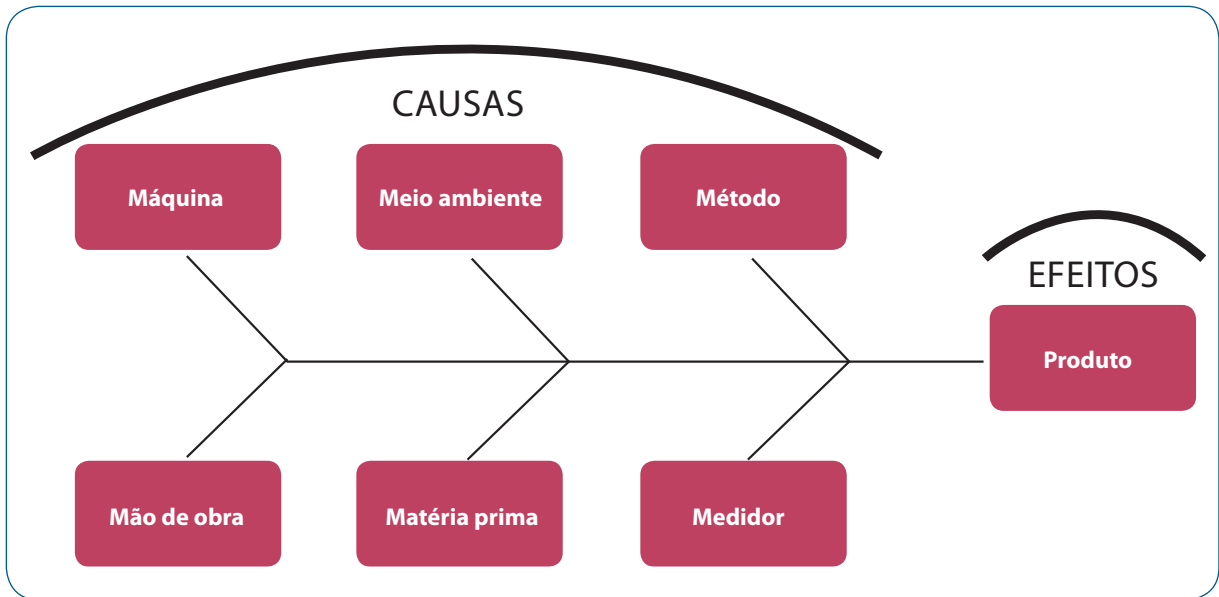 CAUSAS
Máquina
Meio ambiente
Método
EFEITOS
Produto
Mão de obra
Matéria prima
Medidor